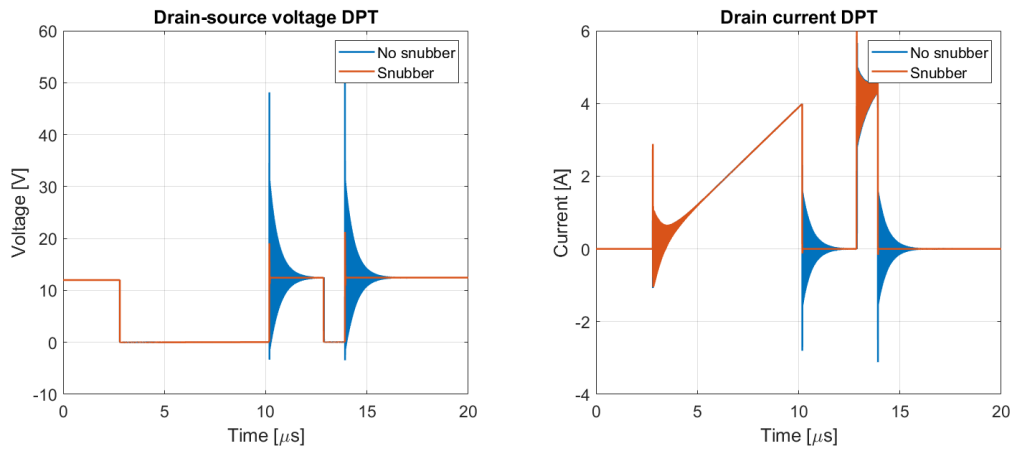 Drain-source voltage DPT
60
50
40
30
20
10
0
-10
Voltage [V]
No snubber
Snubber
0 5 10 15 20
Time [μs]
Drain current DPT
6
4
2
0
-2
-4
Current [A]
No snubber
Snubber
0 5 10 15 20
Time [μs]